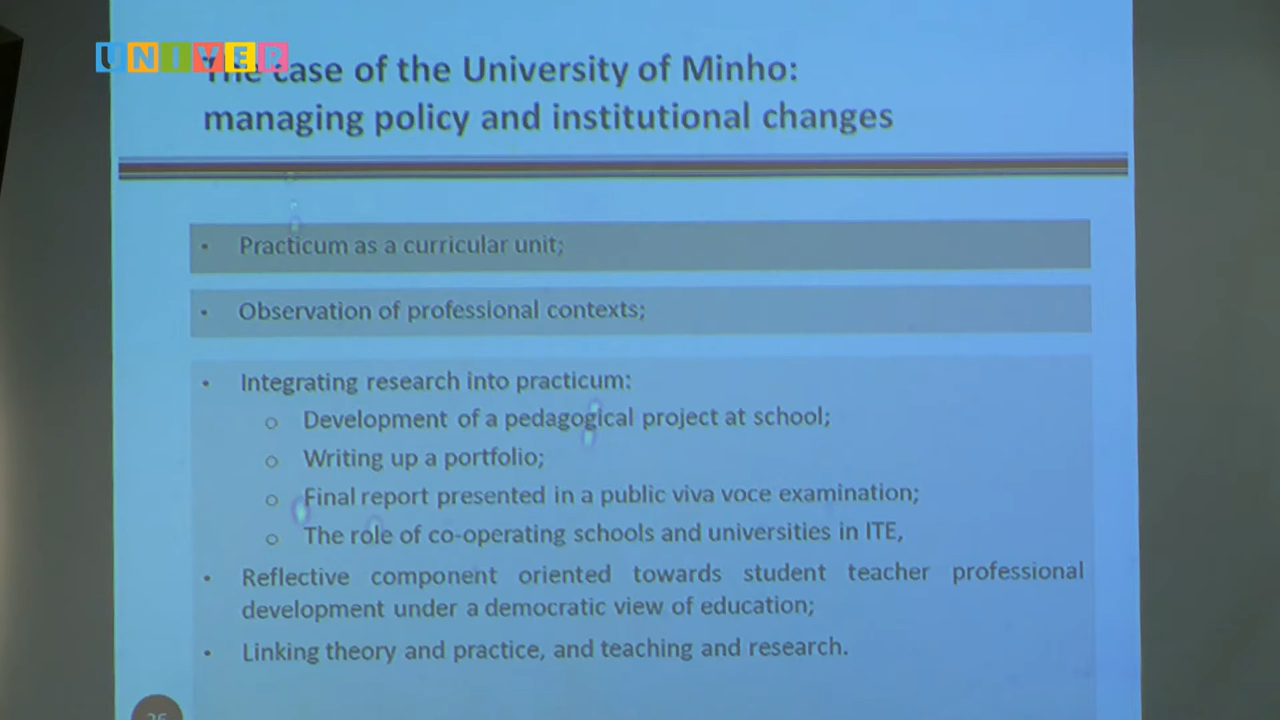 UNIVER
The case of the University of Minho:
managing policy and institutional changes
• Practicum as a curricular unit;
• Observation of professional contexts;
• Integrating research into practicum:
o Development of a pedagogical project at school;
o Writing up a portfolio;
o Final report presented in a public viva voce examination;
o The role of co-operating schools and universities in ITE,
• Reflective component oriented towards student teacher professional
development under a democratic view of education;
• Linking theory and practice, and teaching and research.
26